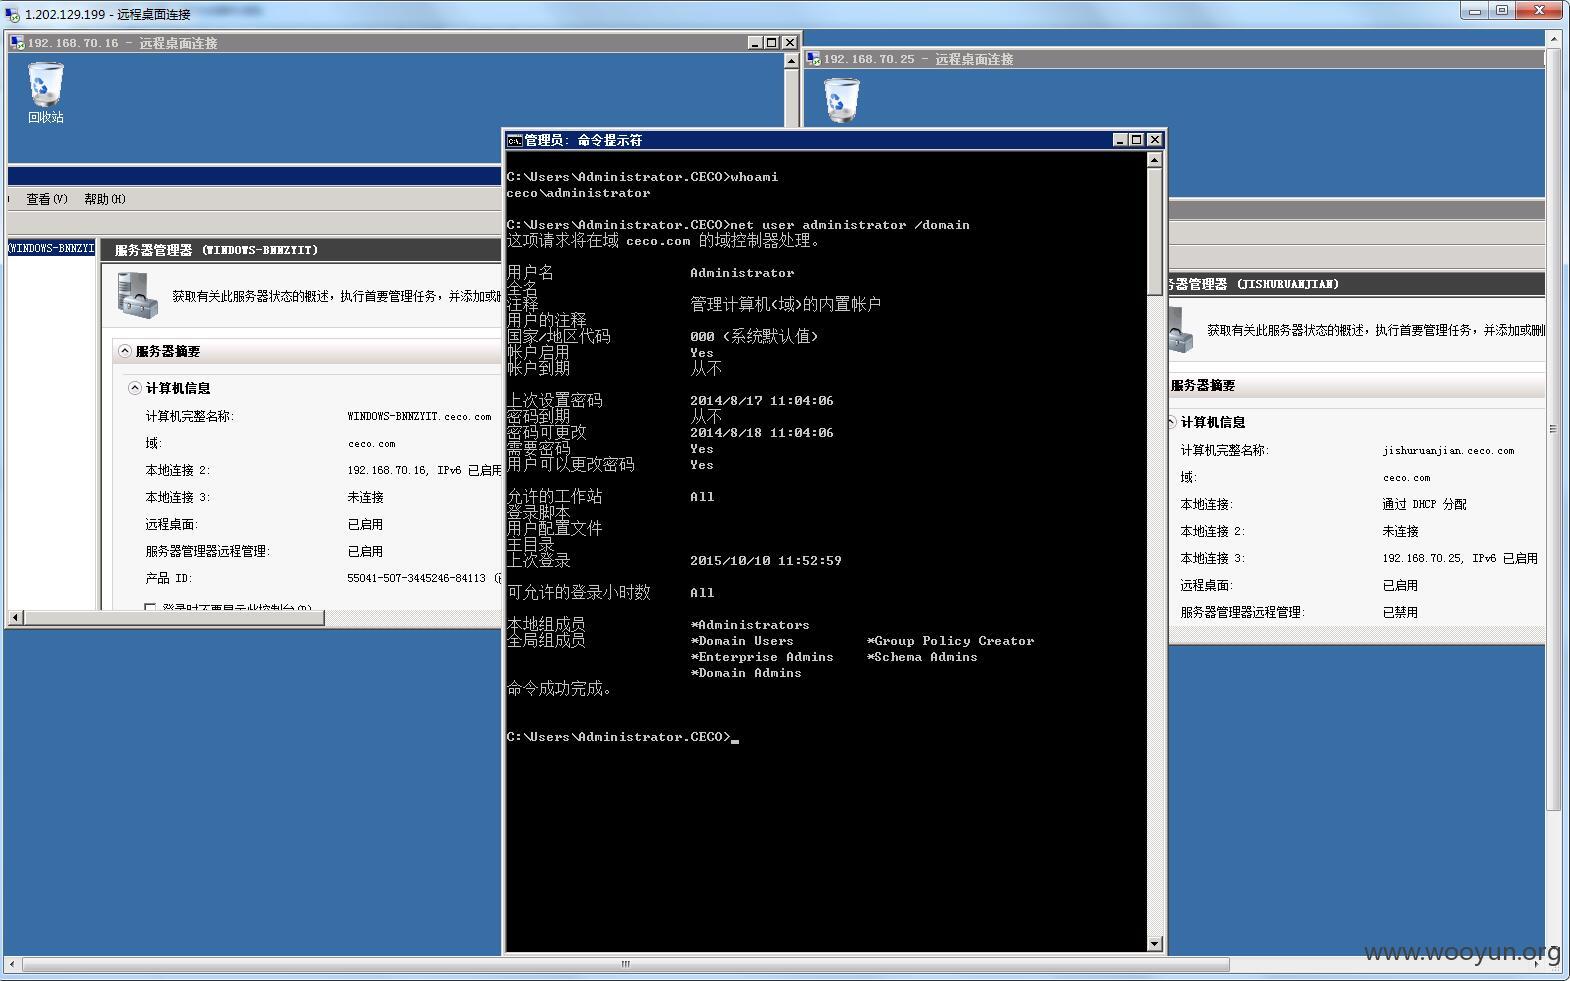 1.202.129.199 - 远程桌面连接
192.168.70.16 - 远程桌面连接
回收站
192.168.70.25 - 远程桌面连接
查看(V) 帮助(H)
(WINDOWS-BNNZYI
服务器管理器 (WINDOWS-BNNZYIT)
获取有关此服务器状态的概述，执行首要管理任务，并添加或
服务器摘要
计算机信息
计算机完整名称: WINDOWS-BNNZYIT.ceco.com
域: ceco.com
本地连接 2: 192.168.70.16, IPv6 已启用
本地连接 3: 未连接
远程桌面: 已启用
服务器管理器远程管理: 已启用
产品 ID: 55041-507-3445246-84113
登录时不要显示此控制台(D)
管理员: 命令提示符
C:\Users\Administrator.CECO>whoami
ceco\administrator
C:\Users\Administrator.CECO>net user administrator /domain
这项请求将在域 ceco.com 的域控制器处理。
用户名 Administrator
全名
注释 管理计算机(域)的内置帐户
用户的注释
国家/地区代码 000 (系统默认值)
帐户启用 Yes
帐户到期 从不
上次设置密码 2014/8/17 11:04:06
密码到期 从不
密码可更改 2014/8/18 11:04:06
需要密码 Yes
用户可以更改密码 Yes
允许的工作站 All
登录脚本
用户配置文件
主目录
上次登录 2015/10/10 11:52:59
可允许的登录小时数 All
本地组成员 *Administrators
全局组成员 *Domain Users *Group Policy Creator
*Enterprise Admins *Schema Admins
*Domain Admins
命令成功完成。
C:\Users\Administrator.CECO>
务器管理器 (JISHURUANJIAN)
获取有关此服务器状态的概述，执行首要管理任务，并添加或删
服务器摘要
计算机信息
计算机完整名称: jishuruanjian.ceco.com
域: ceco.com
本地连接: 通过 DHCP 分配
本地连接 2: 未连接
本地连接 3: 192.168.70.25, IPv6 已启用
远程桌面: 已启用
服务器管理器远程管理: 已禁用
www.wooyun.org